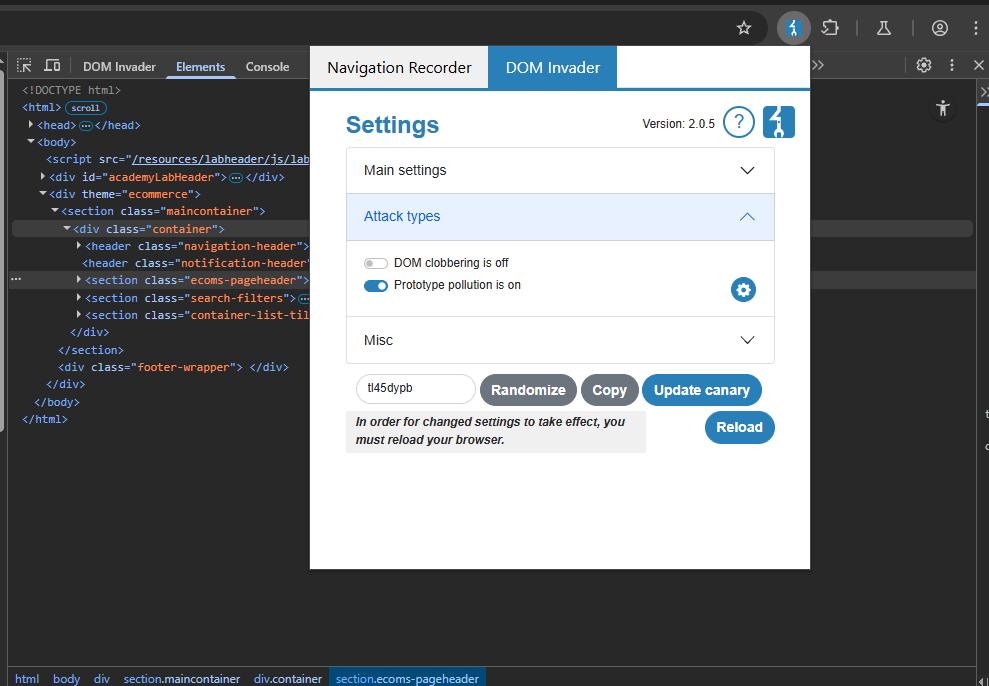 Navigation Recorder
DOM Invader
DOM Invader
Elements
Console
<!DOCTYPE html>
<html> scroll
<head> </head>
<body>
<script src="/resources/labheader/js/lab
<div id="academyLabHeader"> </div>
<div theme="ecommerce">
<section class="maincontainer">
<div class="container">
<header class="navigation-header">
<header class="notification-header"
<section class="ecoms-pageheader">
<section class="search-filters">
<section class="container-list-til
</div>
</section>
<div class="footer-wrapper"> </div>
</div>
</body>
</html>
Settings
Version: 2.0.5
?
Main settings
Attack types
DOM clobbering is off
Prototype pollution is on
Misc
tl45dypb
Randomize
Copy
Update canary
In order for changed settings to take effect, you
must reload your browser.
Reload
html body div section.maincontainer div.container section.ecoms-pageheader